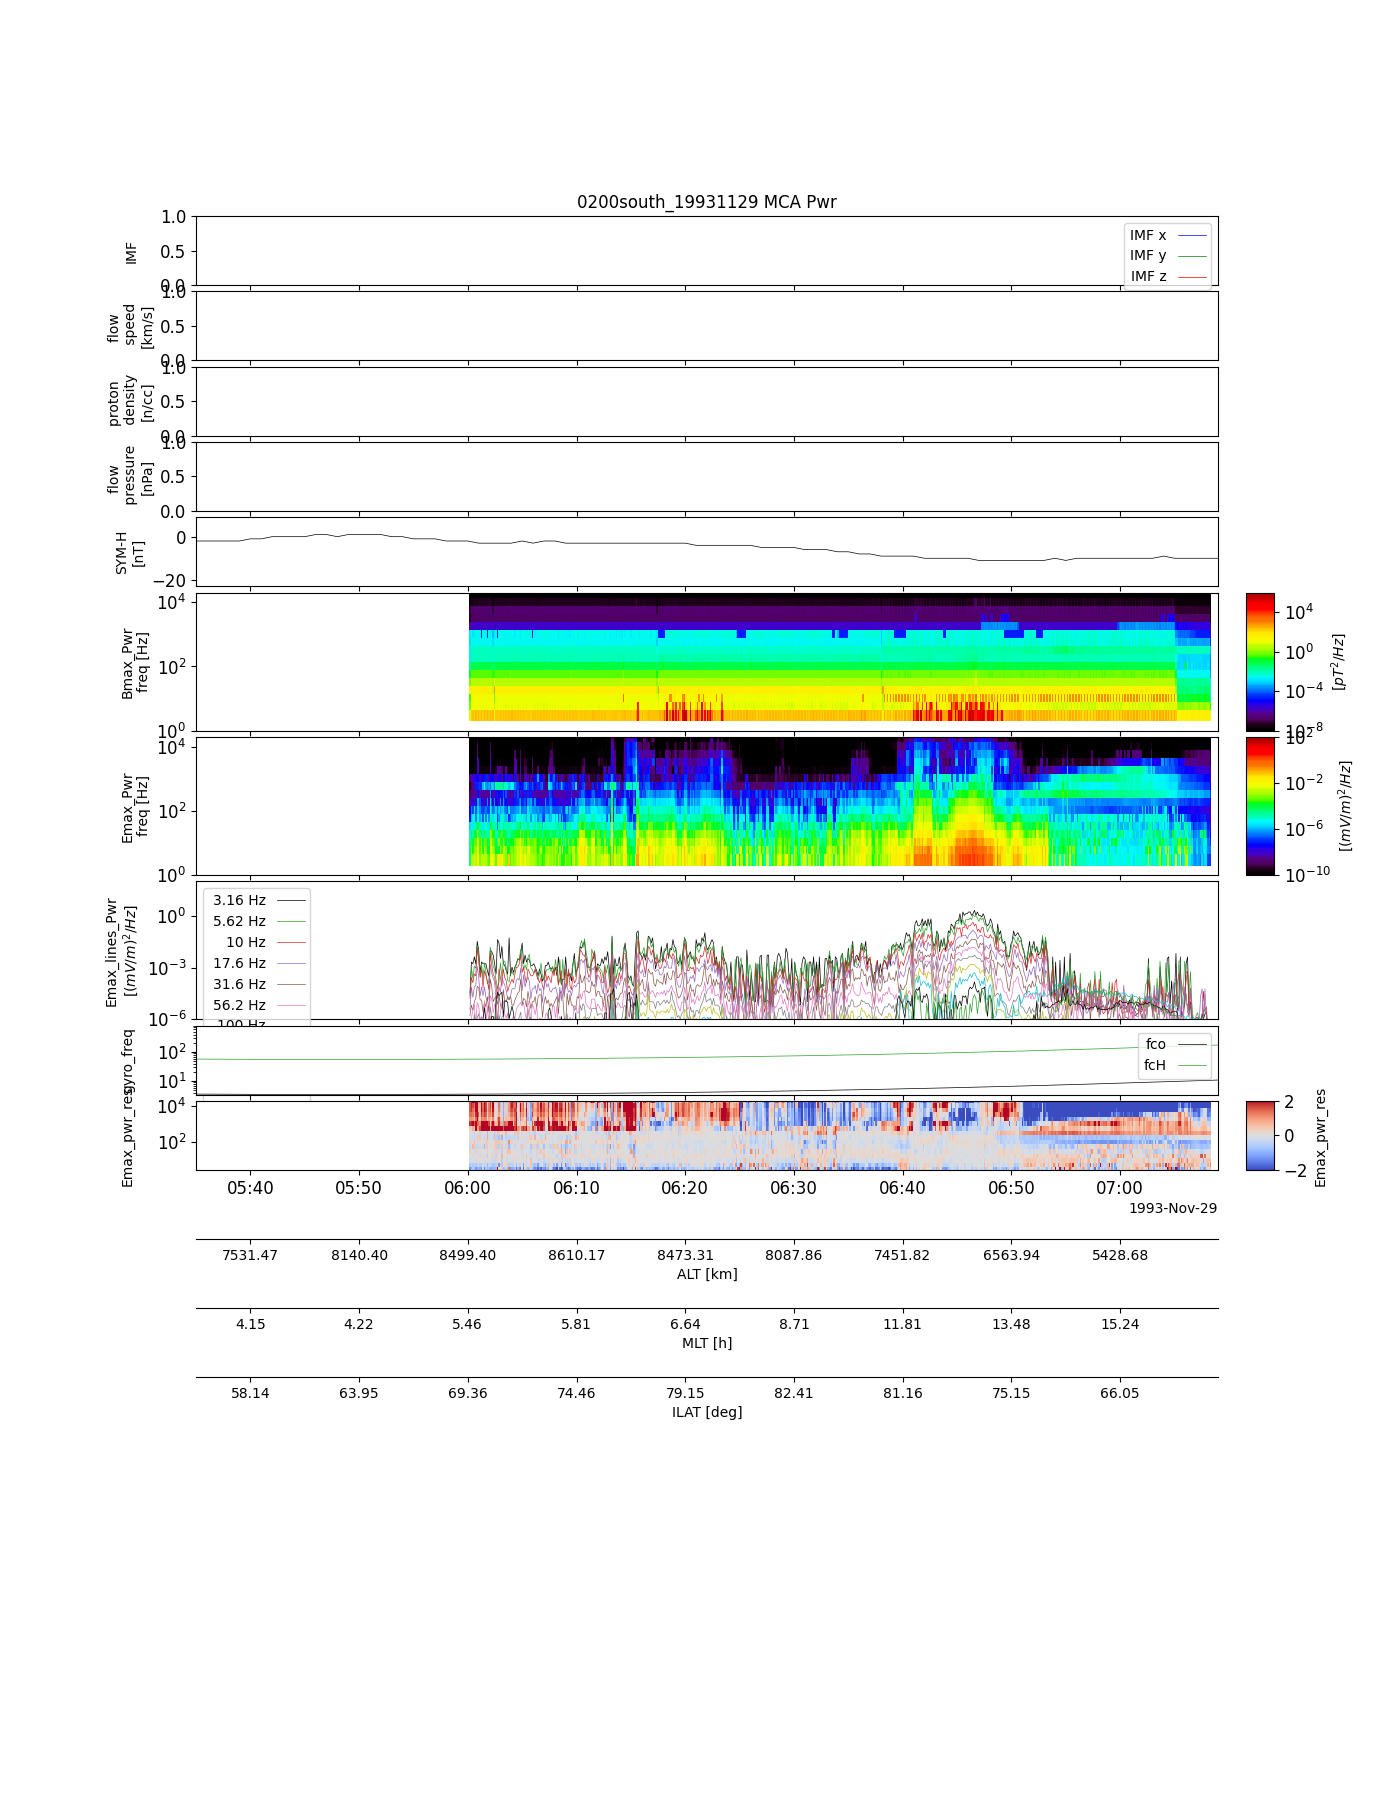 0200south_19931129 MCA Pwr
1.0
0.5
0.0
IMF
IMF x
IMF y
IMF z
1.0
0.5
0.0
flow
speed
[km/s]
1.0
0.5
0.0
proton
density
[n/cc]
1.0
0.5
0.0
flow
pressure
[nPa]
0
−20
SYM-H
[nT]
10^4
10^2
10^0
Bmax_Pwr
freq [Hz]
10^4
10^0
10^-4
10^-8
[pT^2/Hz]
10^4
10^2
10^0
Emax_Pwr
freq [Hz]
10^2
10^-2
10^-6
10^-10
[(mV/m)^2/Hz]
10^0
10^-3
10^-6
Emax_lines_Pwr
[(mV/m)^2/Hz]
3.16 Hz
5.62 Hz
10 Hz
17.6 Hz
31.6 Hz
56.2 Hz
100 Hz
10^2
10^1
gyro_freq
fco
fcH
10^4
10^2
Emax_pwr_res
2
0
−2
Emax_pwr_res
05:40 05:50 06:00 06:10 06:20 06:30 06:40 06:50 07:00
1993-Nov-29
7531.47 8140.40 8499.40 8610.17 8473.31 8087.86 7451.82 6563.94 5428.68
ALT [km]
4.15 4.22 5.46 5.81 6.64 8.71 11.81 13.48 15.24
MLT [h]
58.14 63.95 69.36 74.46 79.15 82.41 81.16 75.15 66.05
ILAT [deg]